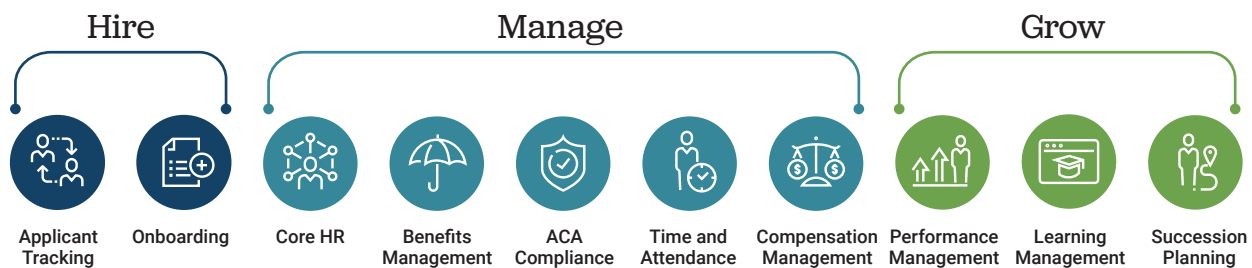 Hire
Manage
Grow
Applicant
Tracking
Onboarding
Core HR
Benefits
Management
ACA
Compliance
Time and
Attendance
$ $
Compensation
Management
Performance
Management
Learning
Management
Succession
Planning